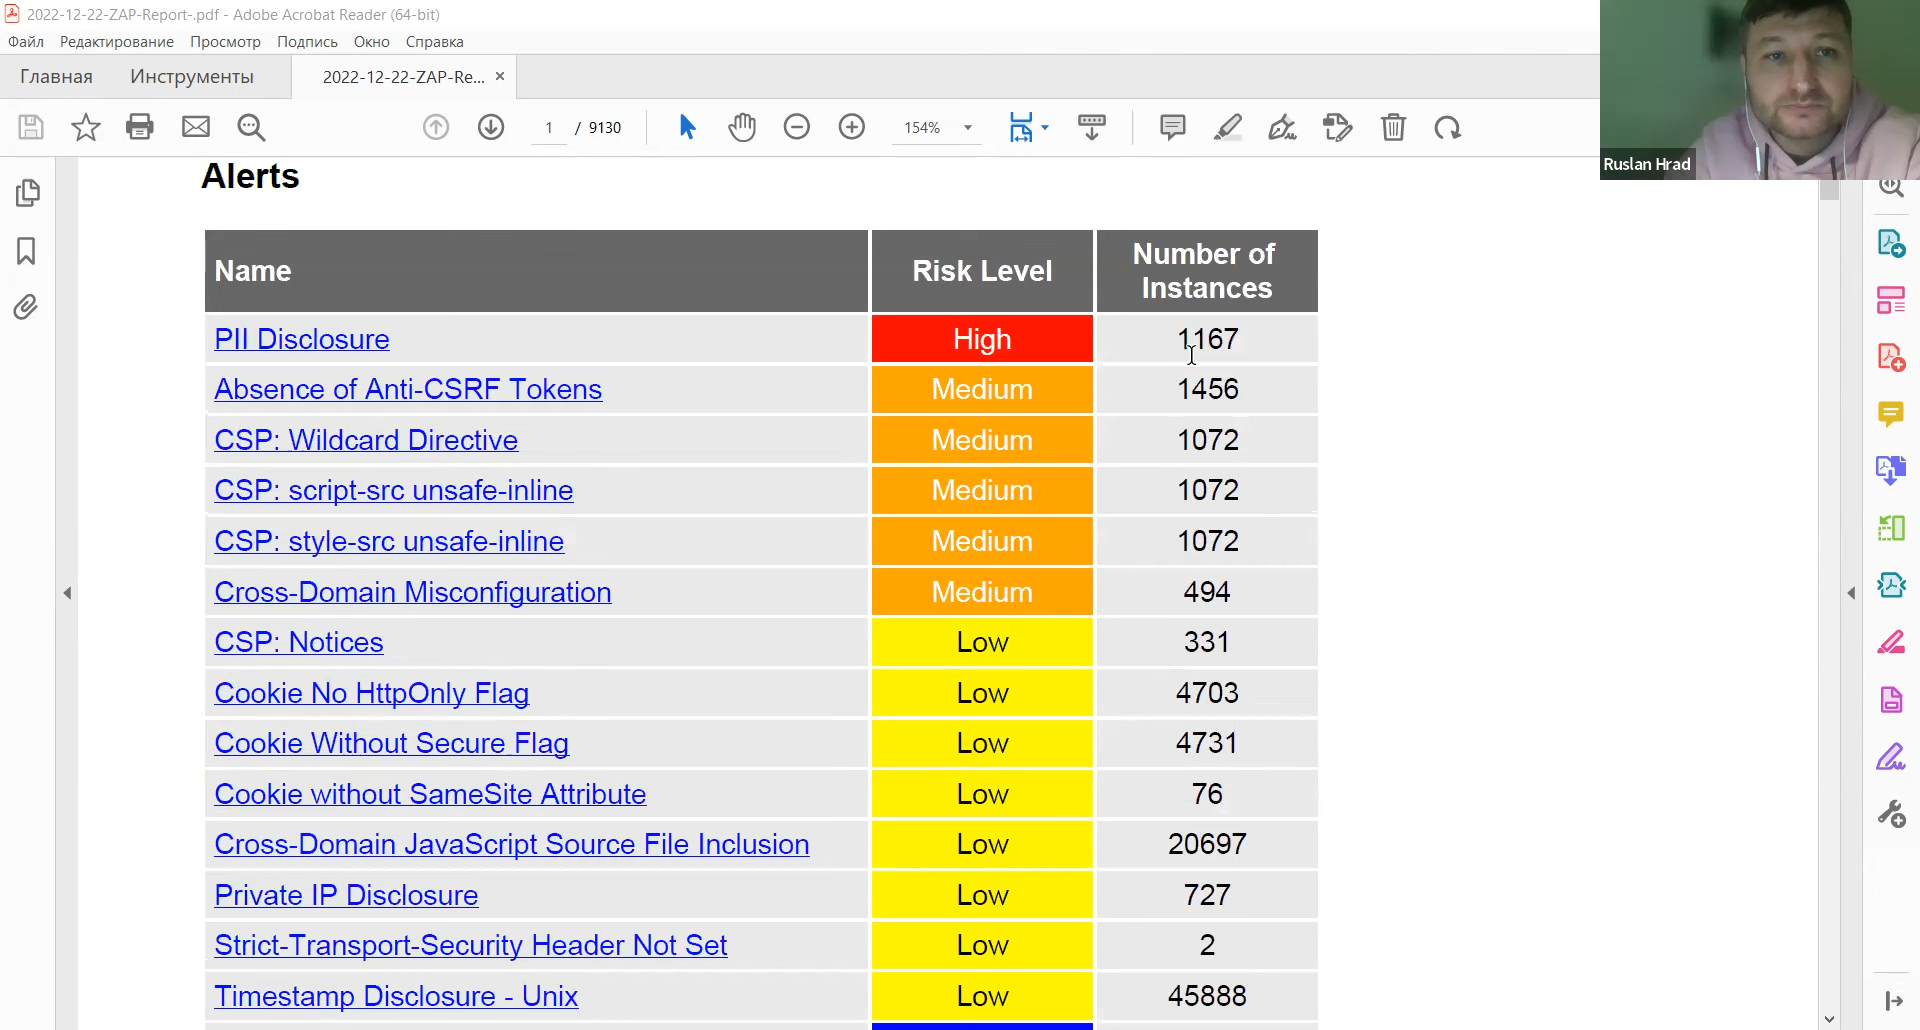 2022-12-22-ZAP-Report-.pdf - Adobe Acrobat Reader (64-bit)
Файл Редактирование Просмотр Подпись Окно Справка
Главная Инструменты 2022-12-22-ZAP-Re... ×
1 / 9130 154%
Ruslan Hrad
Alerts
Name Risk Level Number of
Instances
PII Disclosure High 1167
Absence of Anti-CSRF Tokens Medium 1456
CSP: Wildcard Directive Medium 1072
CSP: script-src unsafe-inline Medium 1072
CSP: style-src unsafe-inline Medium 1072
Cross-Domain Misconfiguration Medium 494
CSP: Notices Low 331
Cookie No HttpOnly Flag Low 4703
Cookie Without Secure Flag Low 4731
Cookie without SameSite Attribute Low 76
Cross-Domain JavaScript Source File Inclusion Low 20697
Private IP Disclosure Low 727
Strict-Transport-Security Header Not Set Low 2
Timestamp Disclosure - Unix Low 45888